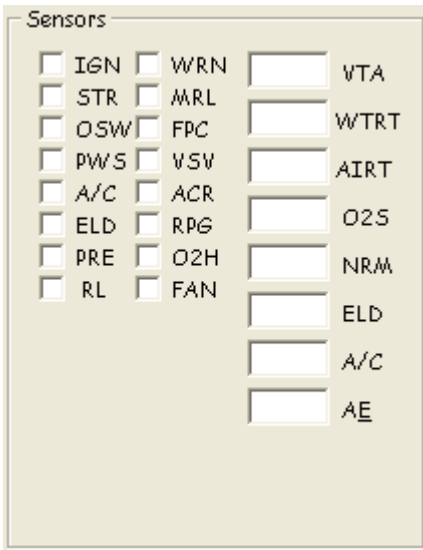 Sensors
IGN WRN VTA
STR MRL
OSW FPC WTRT
PWS VSV AIRT
A/C ACR
ELD RPG O2S
PRE O2H NRM
RL FAN
ELD
A/C
AE